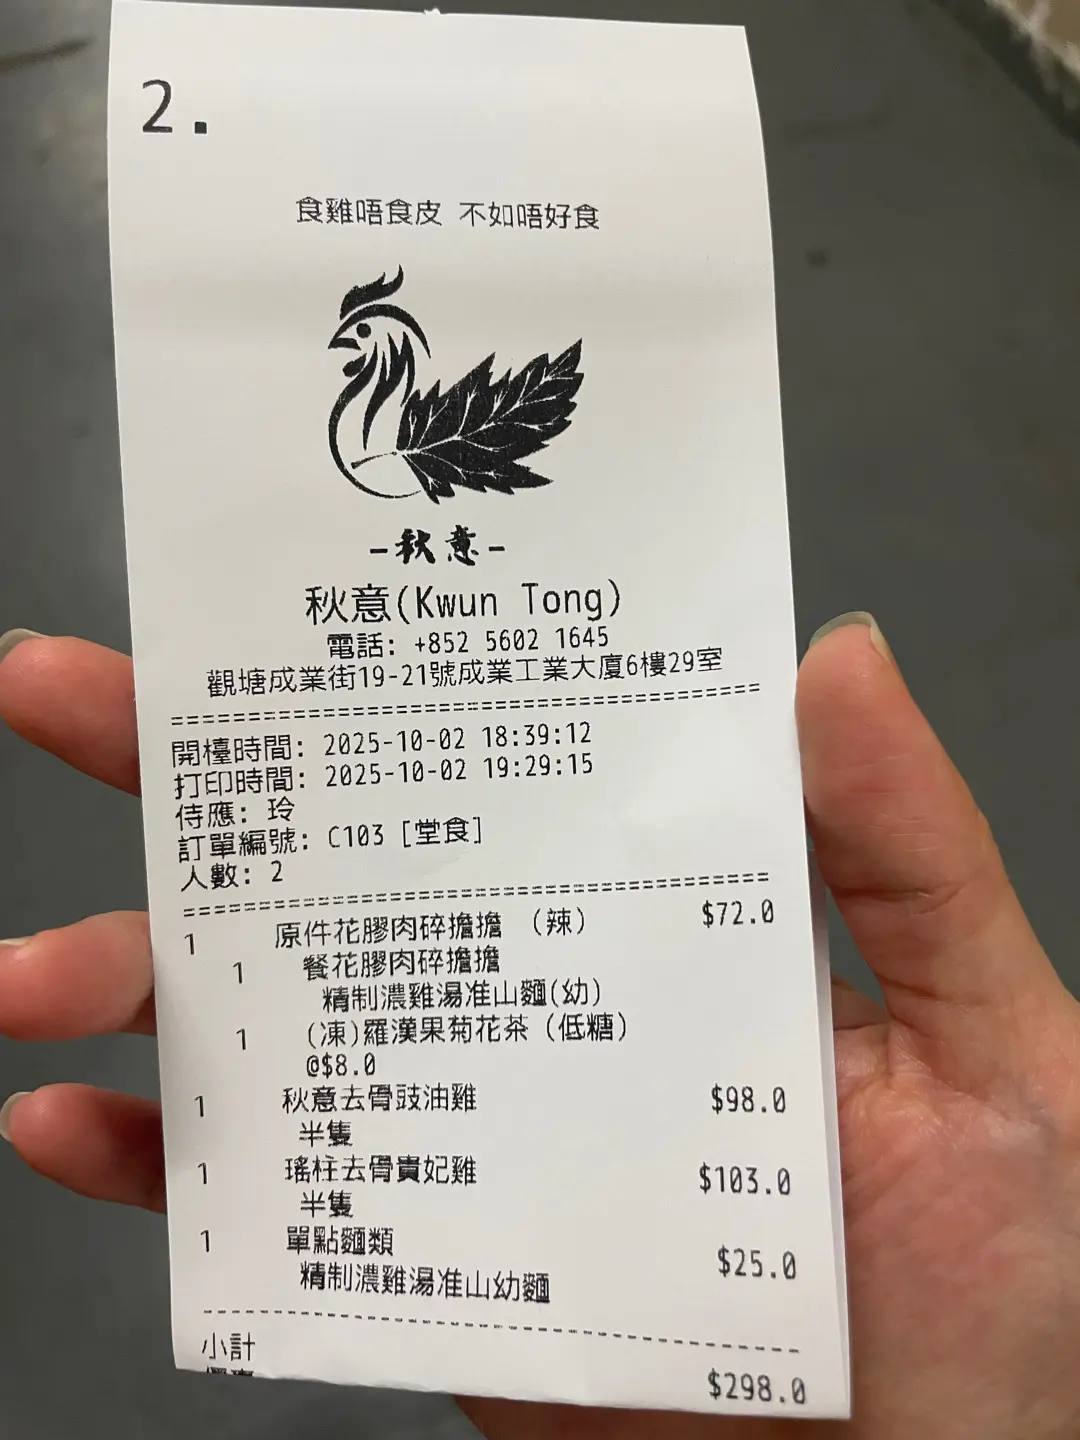 2.
食雞唔食皮 不如唔好食
-秋意-
秋意(Kwun Tong)
電話: +852 5602 1645
觀塘成業街19-21號成業工業大廈6樓29室
開檯時間: 2025-10-02 18:39:12
打印時間: 2025-10-02 19:29:15
侍應: 玲
訂單編號: C103 [堂食]
人數: 2
1 原件花膠肉碎擔擔 (辣) $72.0
1 餐花膠肉碎擔擔
精制濃雞湯准山麵(幼)
1 (凍)羅漢果菊花茶 (低糖)
@$8.0
1 秋意去骨豉油雞 $98.0
半隻
1 瑤柱去骨貴妃雞 $103.0
半隻
1 單點麵類 $25.0
精制濃雞湯准山幼麵
小計 $298.0